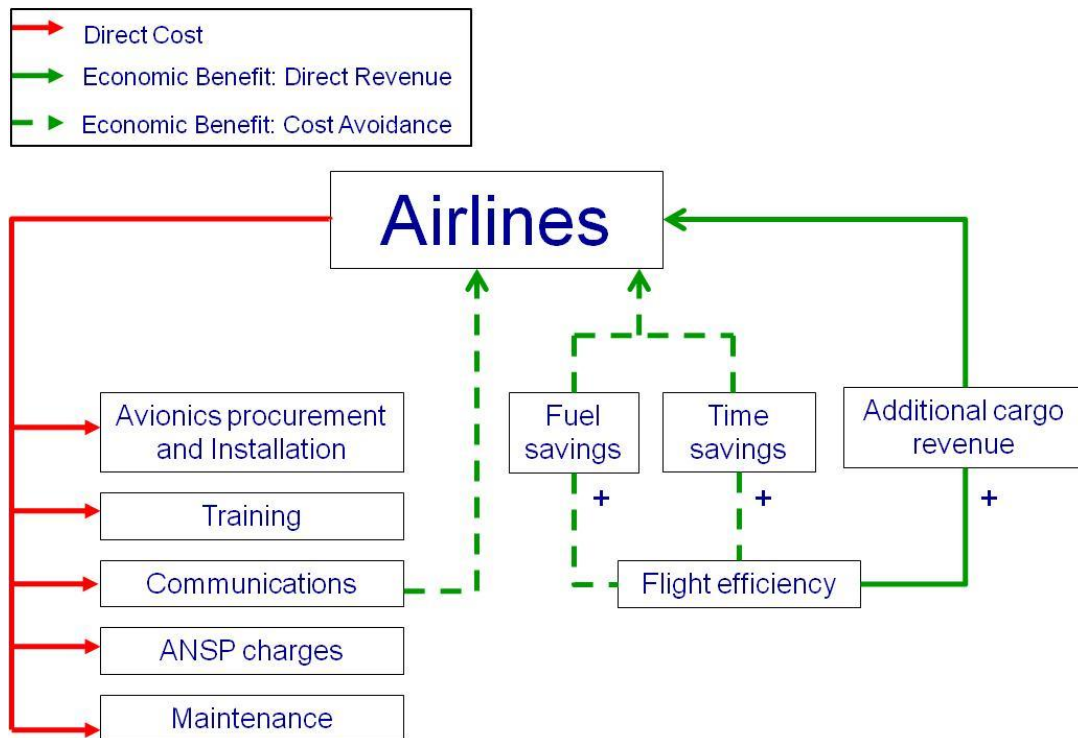 Direct Cost
Economic Benefit: Direct Revenue
Economic Benefit: Cost Avoidance
Airlines
Avionics procurement
and Installation
Training
Communications
ANSP charges
Maintenance
Fuel
savings
+
Time
savings
+
Additional cargo
revenue
+
Flight efficiency